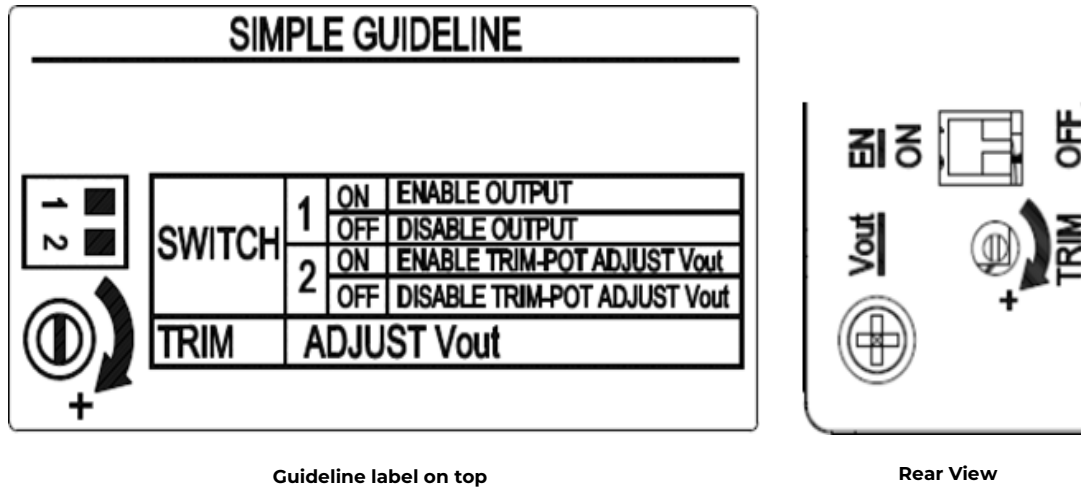 SIMPLE GUIDELINE
1
2
+
SWITCH
1
ON ENABLE OUTPUT
OFF DISABLE OUTPUT
2
ON ENABLE TRIM-POT ADJUST Vout
OFF DISABLE TRIM-POT ADJUST Vout
TRIM ADJUST Vout
EN
ON
OFF
Vout
TRIM
+
Guideline label on top
Rear View